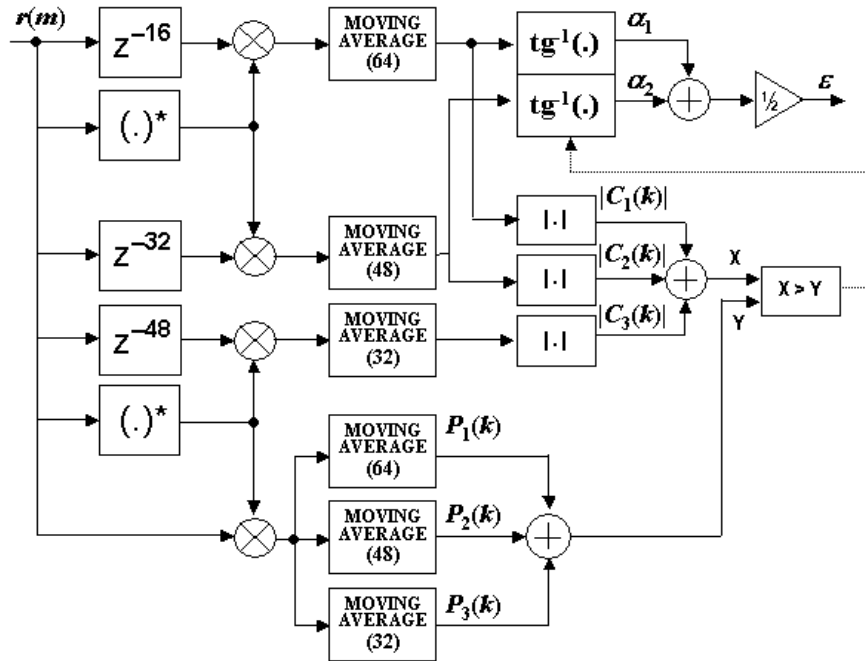 r(m)
Z⁻¹⁶
MOVING
AVERAGE
(64)
tg⁻¹(.)
α₁
tg⁻¹(.)
α₂
½
ε
(.)*
Z⁻³²
MOVING
AVERAGE
(48)
|.|
|C₁(k)|
|.|
|C₂(k)|
X
X > Y
Y
Z⁻⁴⁸
MOVING
AVERAGE
(32)
|.|
|C₃(k)|
(.)*
MOVING
AVERAGE
(64)
P₁(k)
MOVING
AVERAGE
(48)
P₂(k)
MOVING
AVERAGE
(32)
P₃(k)